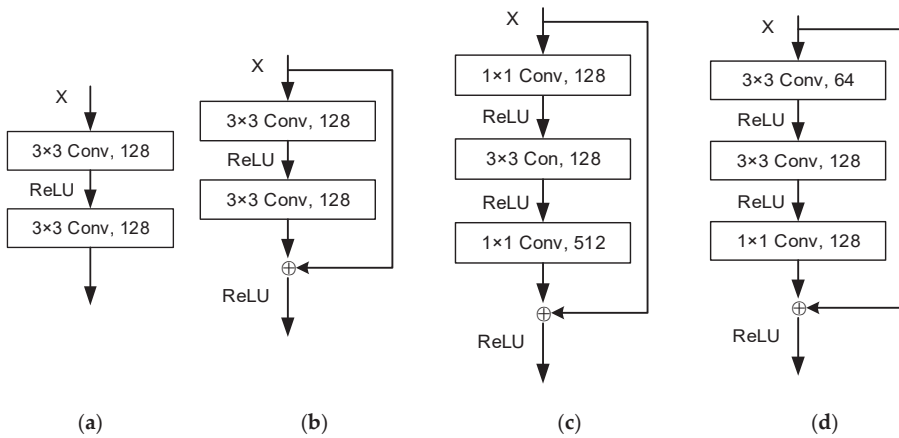 X
3×3 Conv, 128
ReLU
3×3 Conv, 128
(a)
X
3×3 Conv, 128
ReLU
3×3 Conv, 128
⊕
ReLU
(b)
X
1×1 Conv, 128
ReLU
3×3 Con, 128
ReLU
1×1 Conv, 512
⊕
ReLU
(c)
X
3×3 Conv, 64
ReLU
3×3 Conv, 128
ReLU
1×1 Conv, 128
⊕
ReLU
(d)